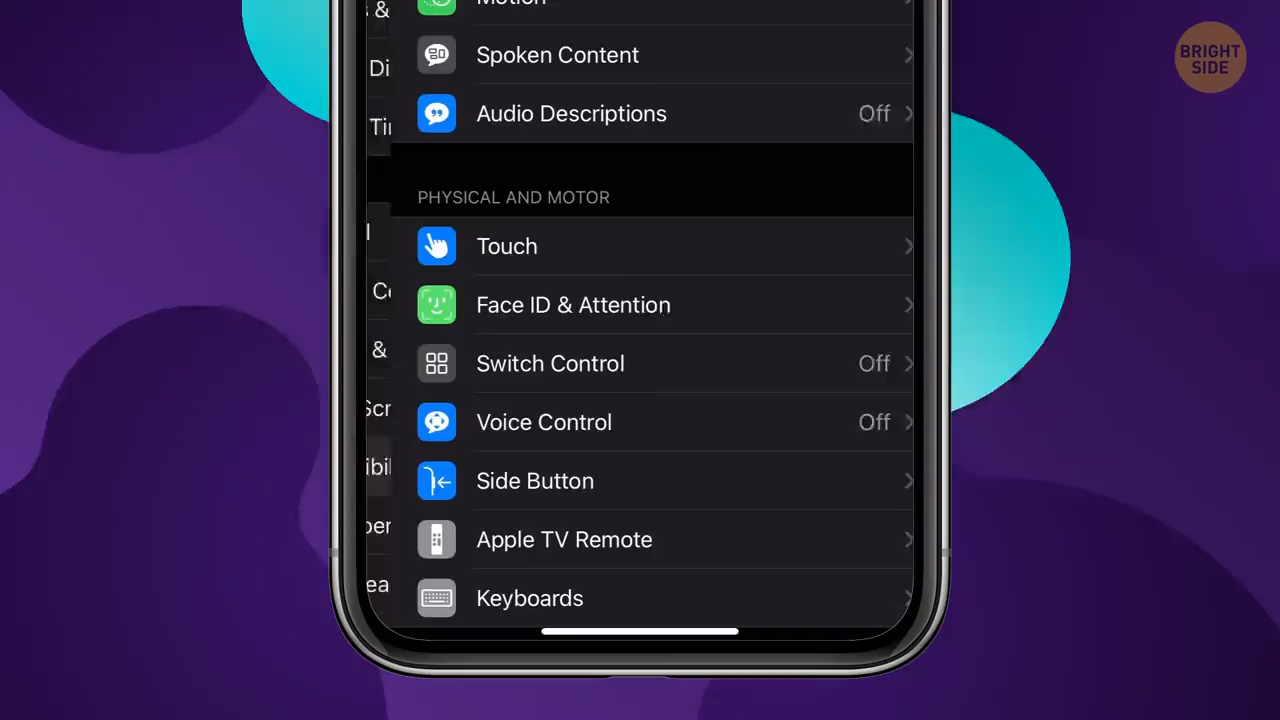 BRIGHT
SIDE
Motion
Spoken Content
Audio Descriptions Off
PHYSICAL AND MOTOR
Touch
Face ID & Attention
Switch Control Off
Voice Control Off
Side Button
Apple TV Remote
Keyboards